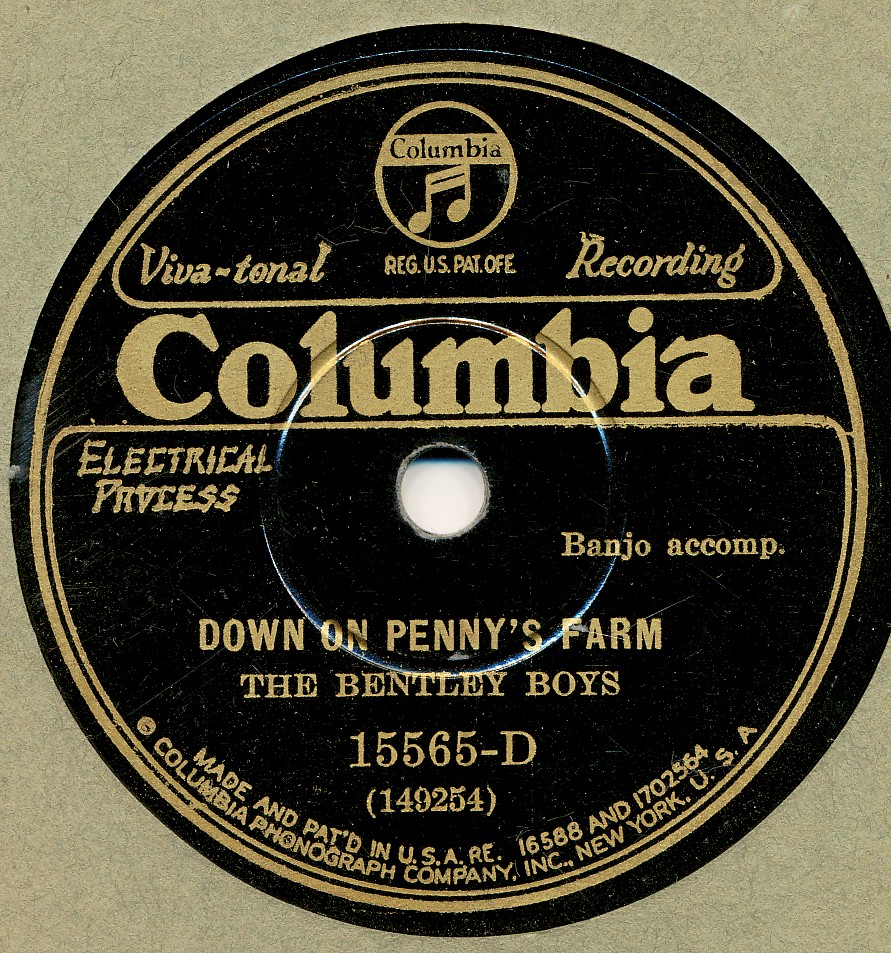 Columbia
Viva-tonal REG. U.S. PAT. OFF. Recording
Columbia
ELECTRICAL
PROCESS
Banjo accomp.
DOWN ON PENNY'S FARM
THE BENTLEY BOYS
15565-D
(149254)
MADE AND PAT'D IN U.S.A. RE. 16588 AND 1702564
COLUMBIA PHONOGRAPH COMPANY, INC., NEW YORK, U.S.A